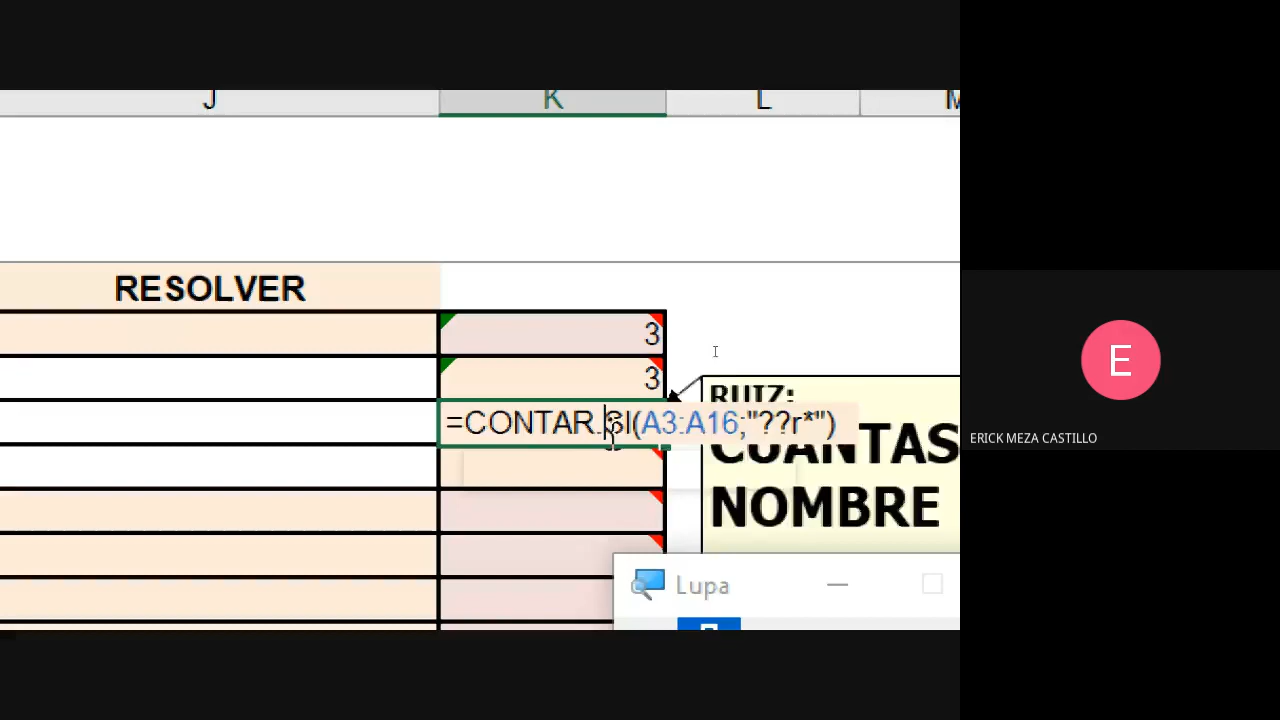 J K L M
RESOLVER
3
3
RUIZ:
=CONTAR.SI(A3:A16;"??r*")
CUANTAS
NOMBRE
Lupa
E
ERICK MEZA CASTILLO